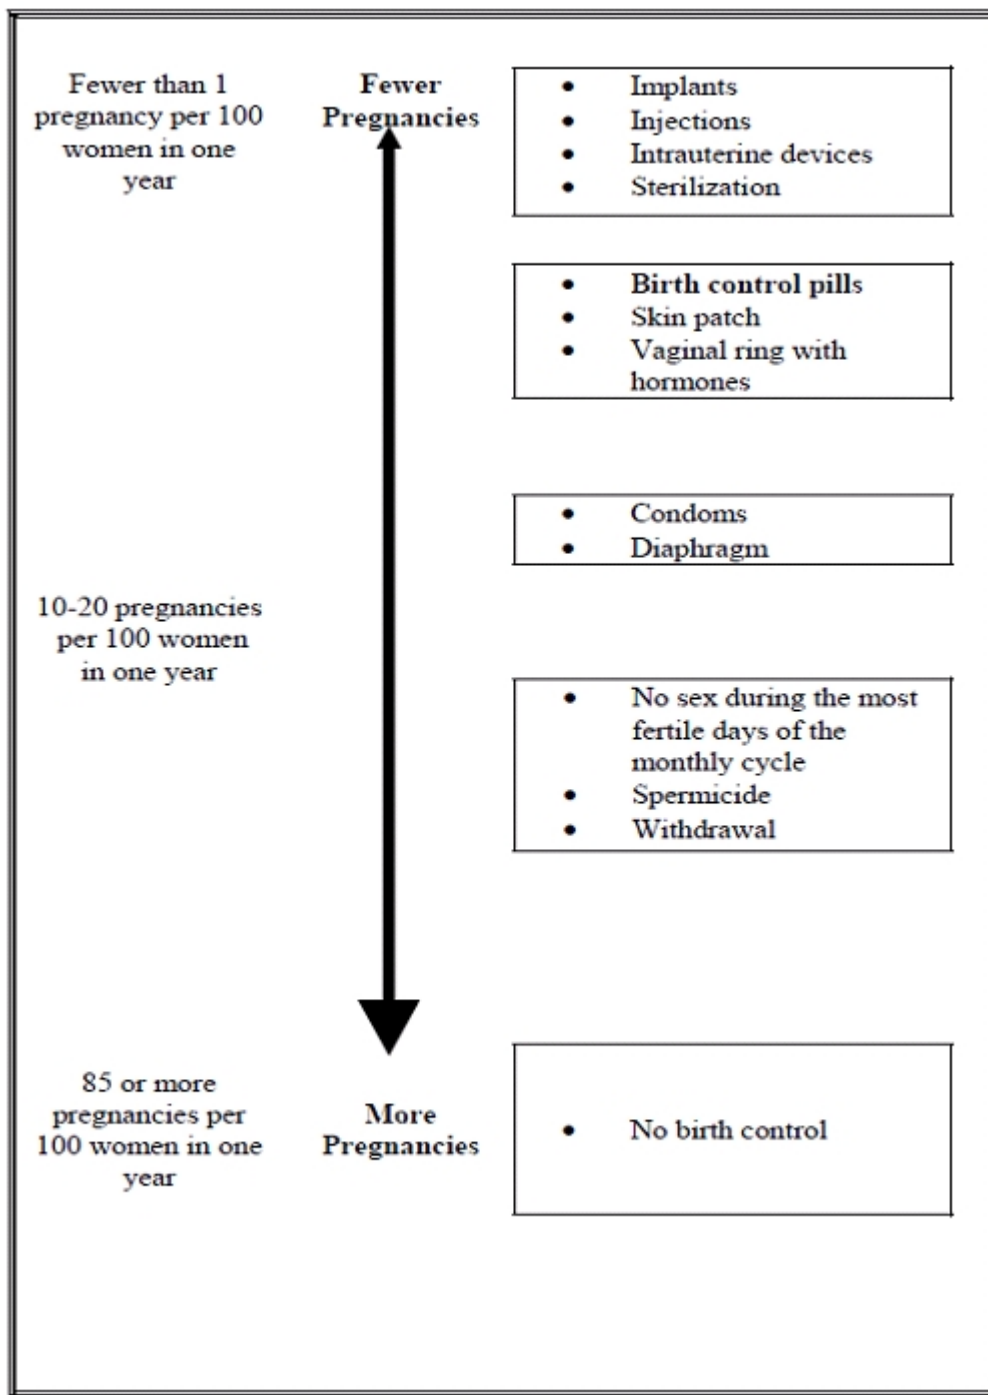 Fewer than 1
pregnancy per 100
women in one
year
Fewer
Pregnancies
• Implants
• Injections
• Intrauterine devices
• Sterilization
• Birth control pills
• Skin patch
• Vaginal ring with
hormones
• Condoms
• Diaphragm
10-20 pregnancies
per 100 women
in one year
• No sex during the most
fertile days of the
monthly cycle
• Spermicide
• Withdrawal
85 or more
pregnancies per
100 women in one
year
More
Pregnancies
• No birth control